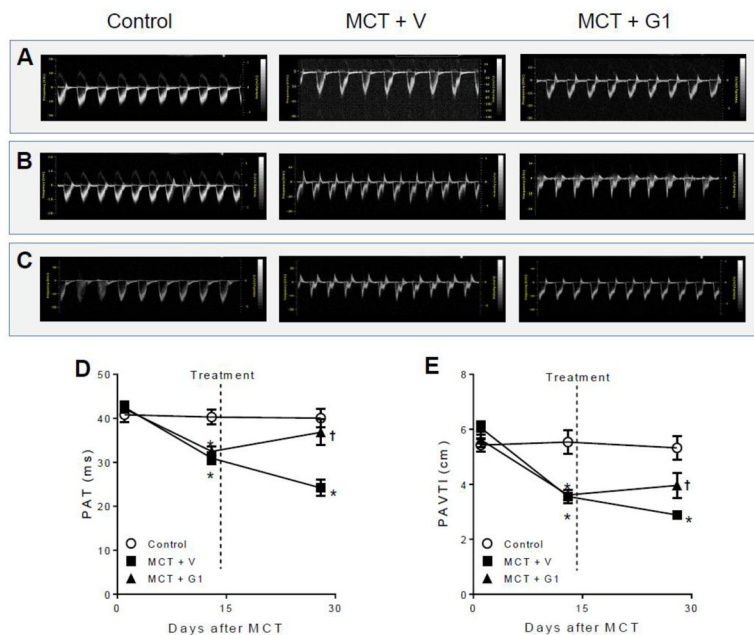 Control MCT + V MCT + G1
A
B
C
D
Treatment
50
40
30
20
10
0
PAT (ms)
*
*
*
†
Control
MCT + V
MCT + G1
0 15 30
Days after MCT
E
Treatment
8
6
4
2
0
PAVTI (cm)
*
*
*
†
Control
MCT + V
MCT + G1
0 15 30
Days after MCT